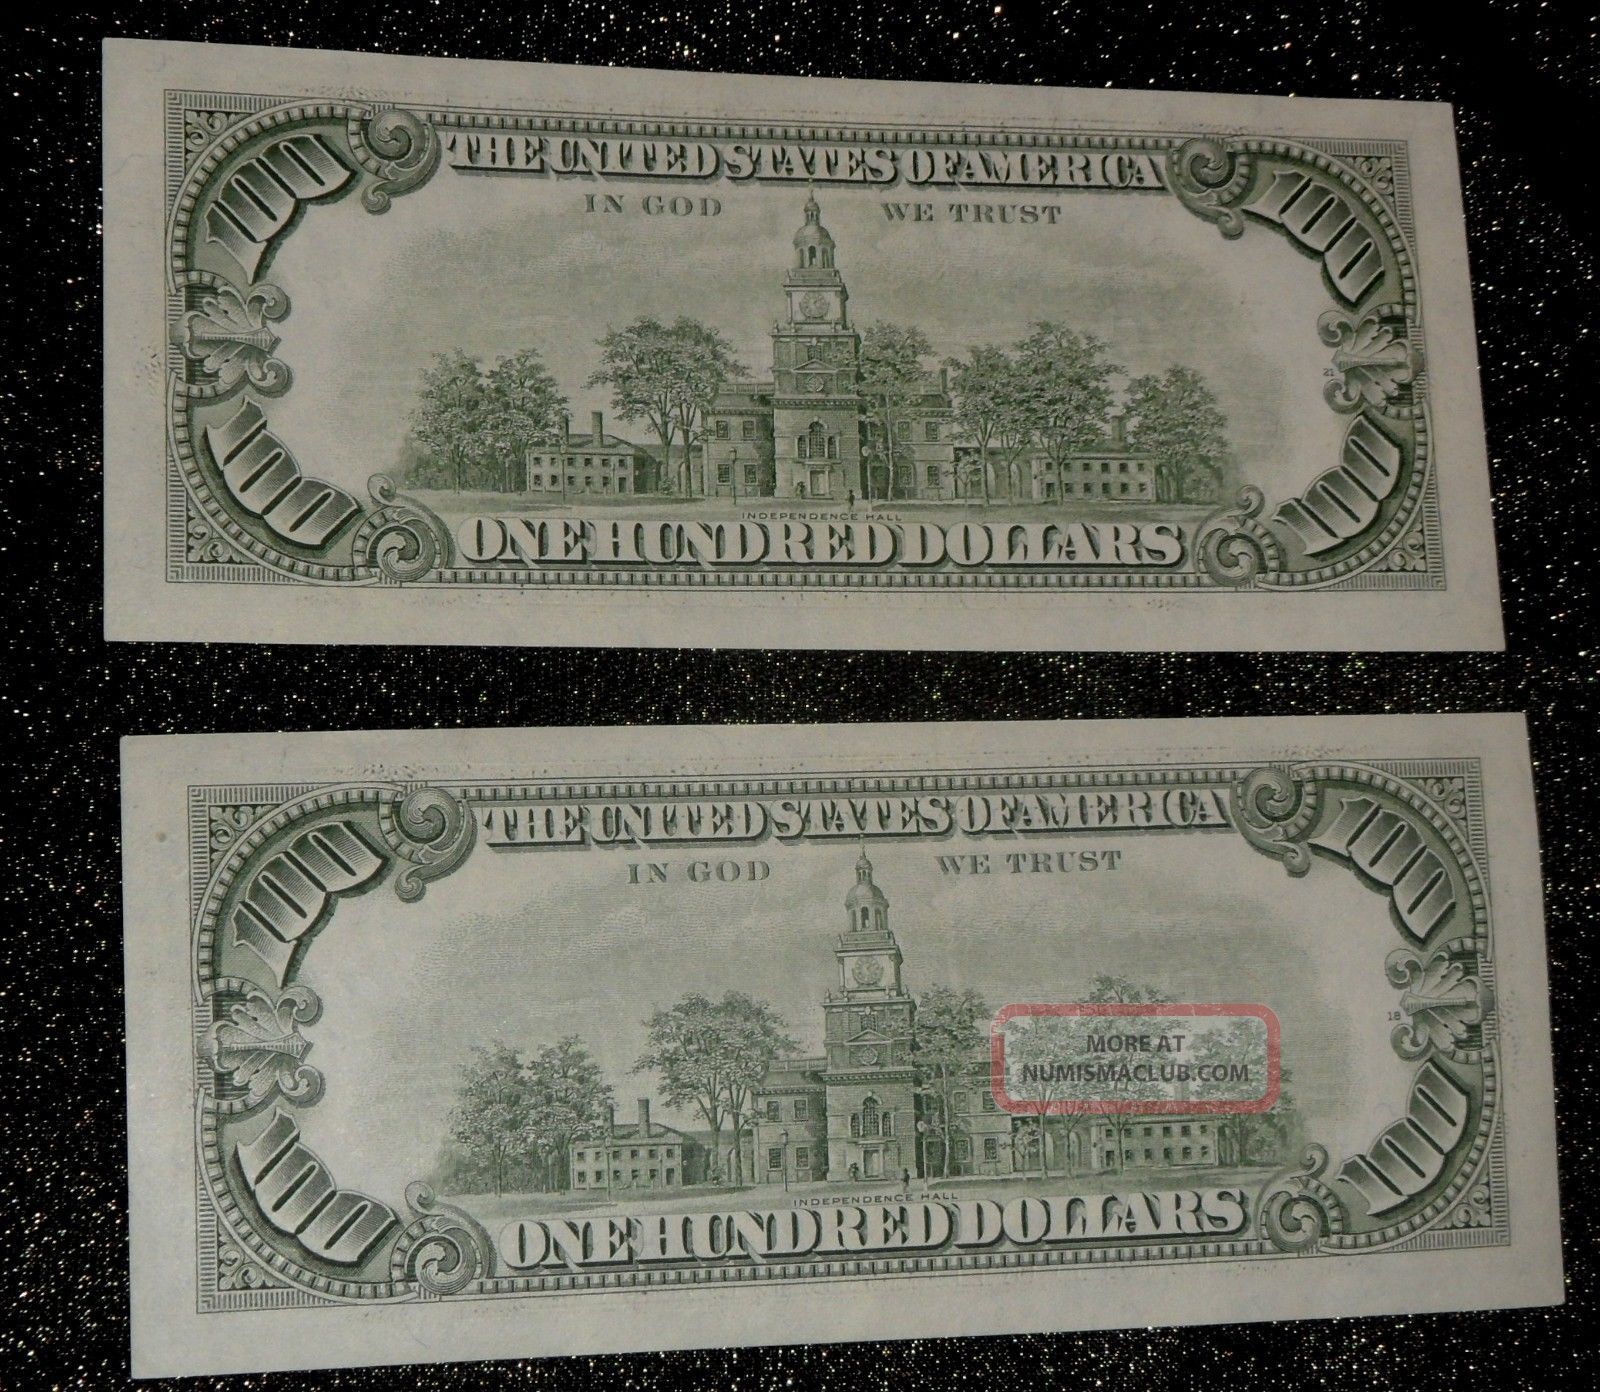 THE UNITED STATES OF AMERICA
IN GOD WE TRUST
100
100
100
100
21
INDEPENDENCE HALL
ONE HUNDRED DOLLARS
THE UNITED STATES OF AMERICA
IN GOD WE TRUST
100
100
18
MORE AT
NUMISMACLUB.COM
100
100
INDEPENDENCE HALL
ONE HUNDRED DOLLARS